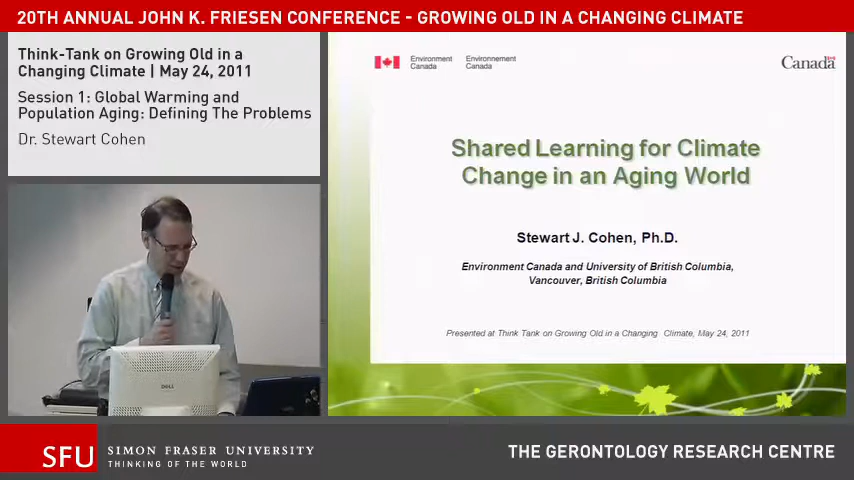 20TH ANNUAL JOHN K. FRIESEN CONFERENCE - GROWING OLD IN A CHANGING CLIMATE
Think-Tank on Growing Old in a
Changing Climate | May 24, 2011
Session 1: Global Warming and
Population Aging: Defining The Problems
Dr. Stewart Cohen
Environment Environnement
Canada Canada
Canada
Shared Learning for Climate
Change in an Aging World
Stewart J. Cohen, Ph.D.
Environment Canada and University of British Columbia,
Vancouver, British Columbia
Presented at Think Tank on Growing Old in a Changing Climate, May 24, 2011
DELL
SFU SIMON FRASER UNIVERSITY
THINKING OF THE WORLD
THE GERONTOLOGY RESEARCH CENTRE